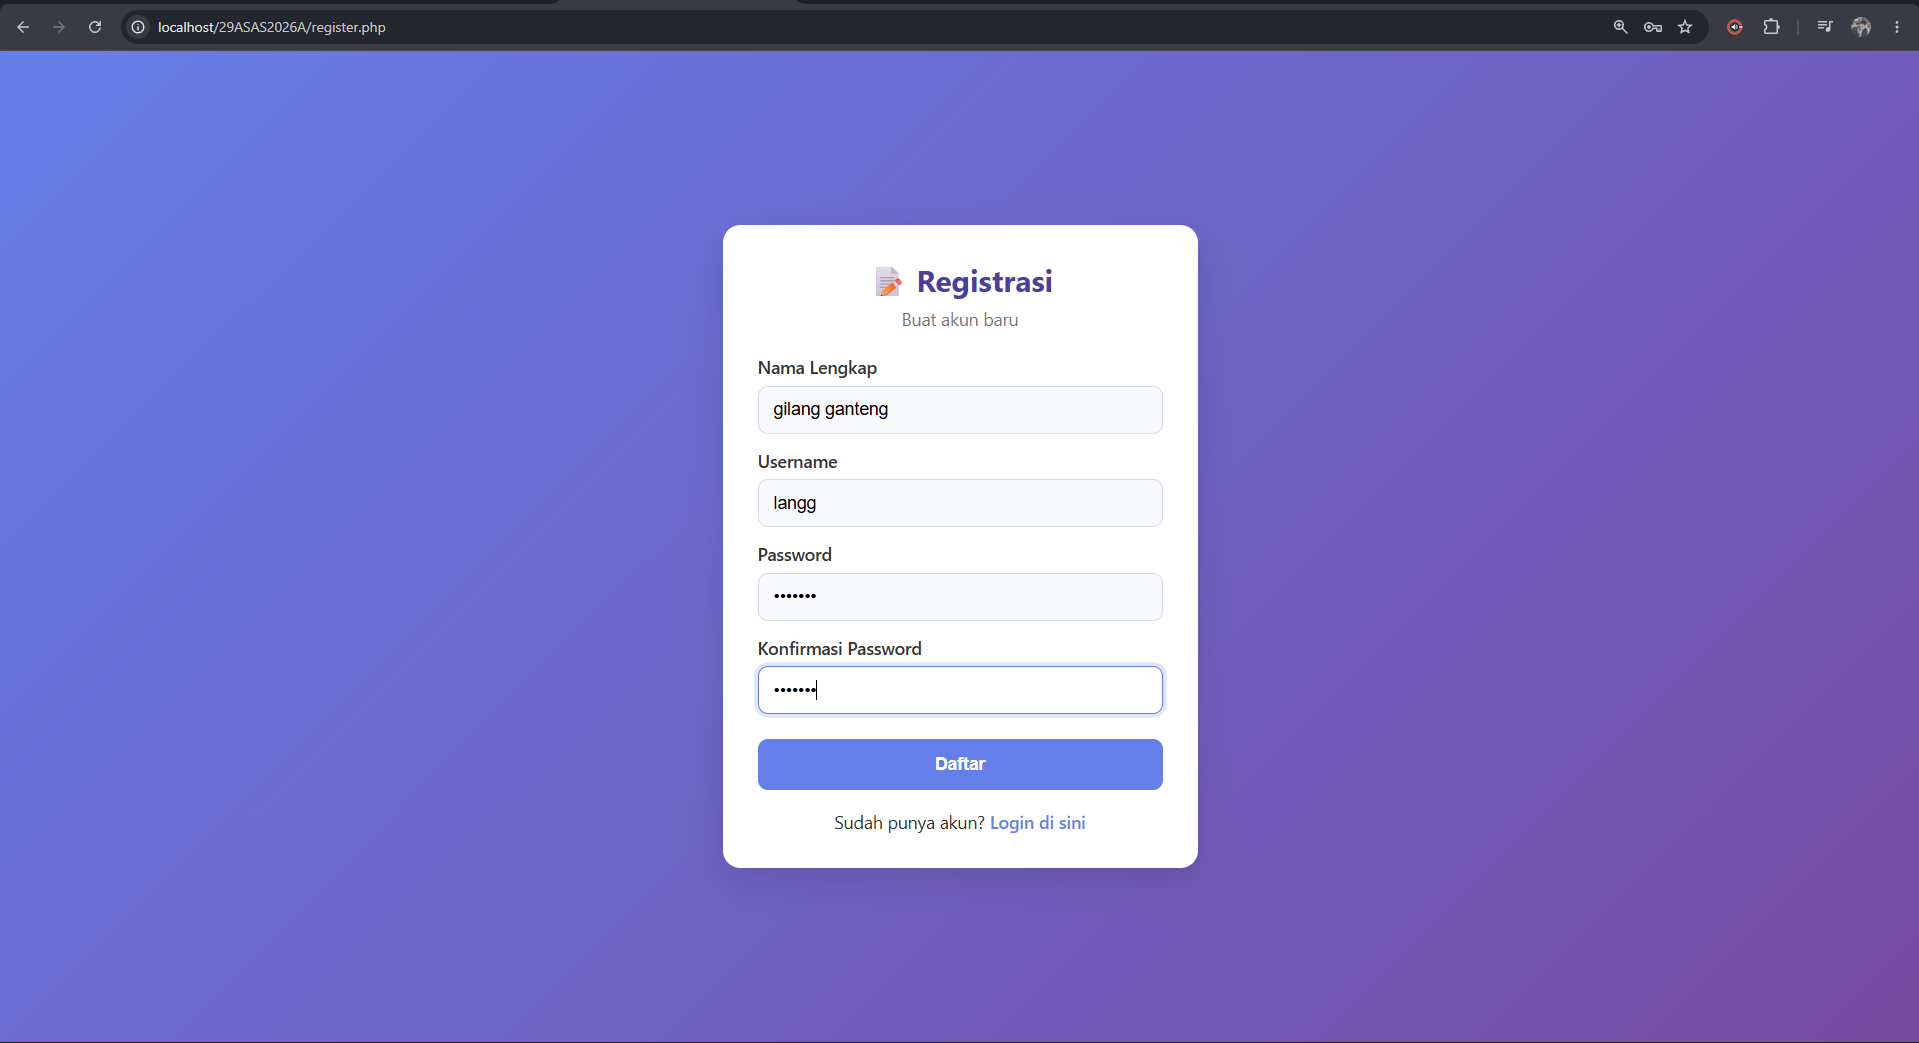 localhost/29ASAS2026A/register.php
📝 Registrasi
Buat akun baru
Nama Lengkap
gilang ganteng
Username
langg
Password
•••••••
Konfirmasi Password
•••••••
Daftar
Sudah punya akun? Login di sini